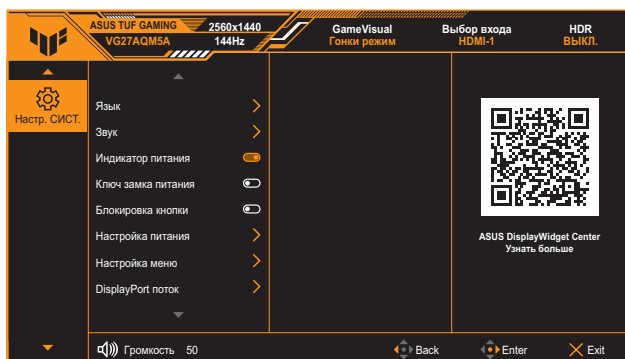 ASUS TUF GAMING
VG27AQM5A
2560x1440
144Hz
GameVisual
Гонки режим
Выбор входа
HDMI-1
HDR
ВЫКЛ.
Настр. СИСТ.
Язык
Звук
Индикатор питания
Ключ замка питания
Блокировка кнопки
Настройка питания
Настройка меню
DisplayPort поток
ASUS DisplayWidget Center
Узнать больше
Громкость 50
Back
Enter
Exit